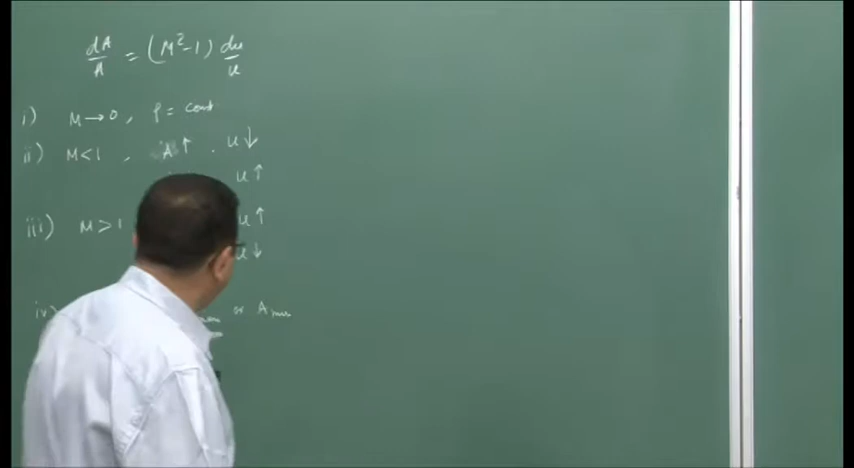 dA/A = (M²-1) du/u
i) M→0, ρ = const
ii) M<1, A↑. u↓
u↑
iii) M>1 u↑
u↓
iv) or